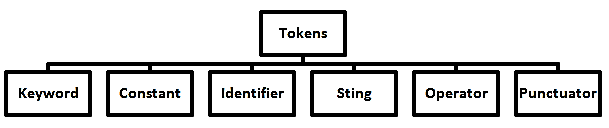 Tokens
Keyword Constant Identifier Sting Operator Punctuator